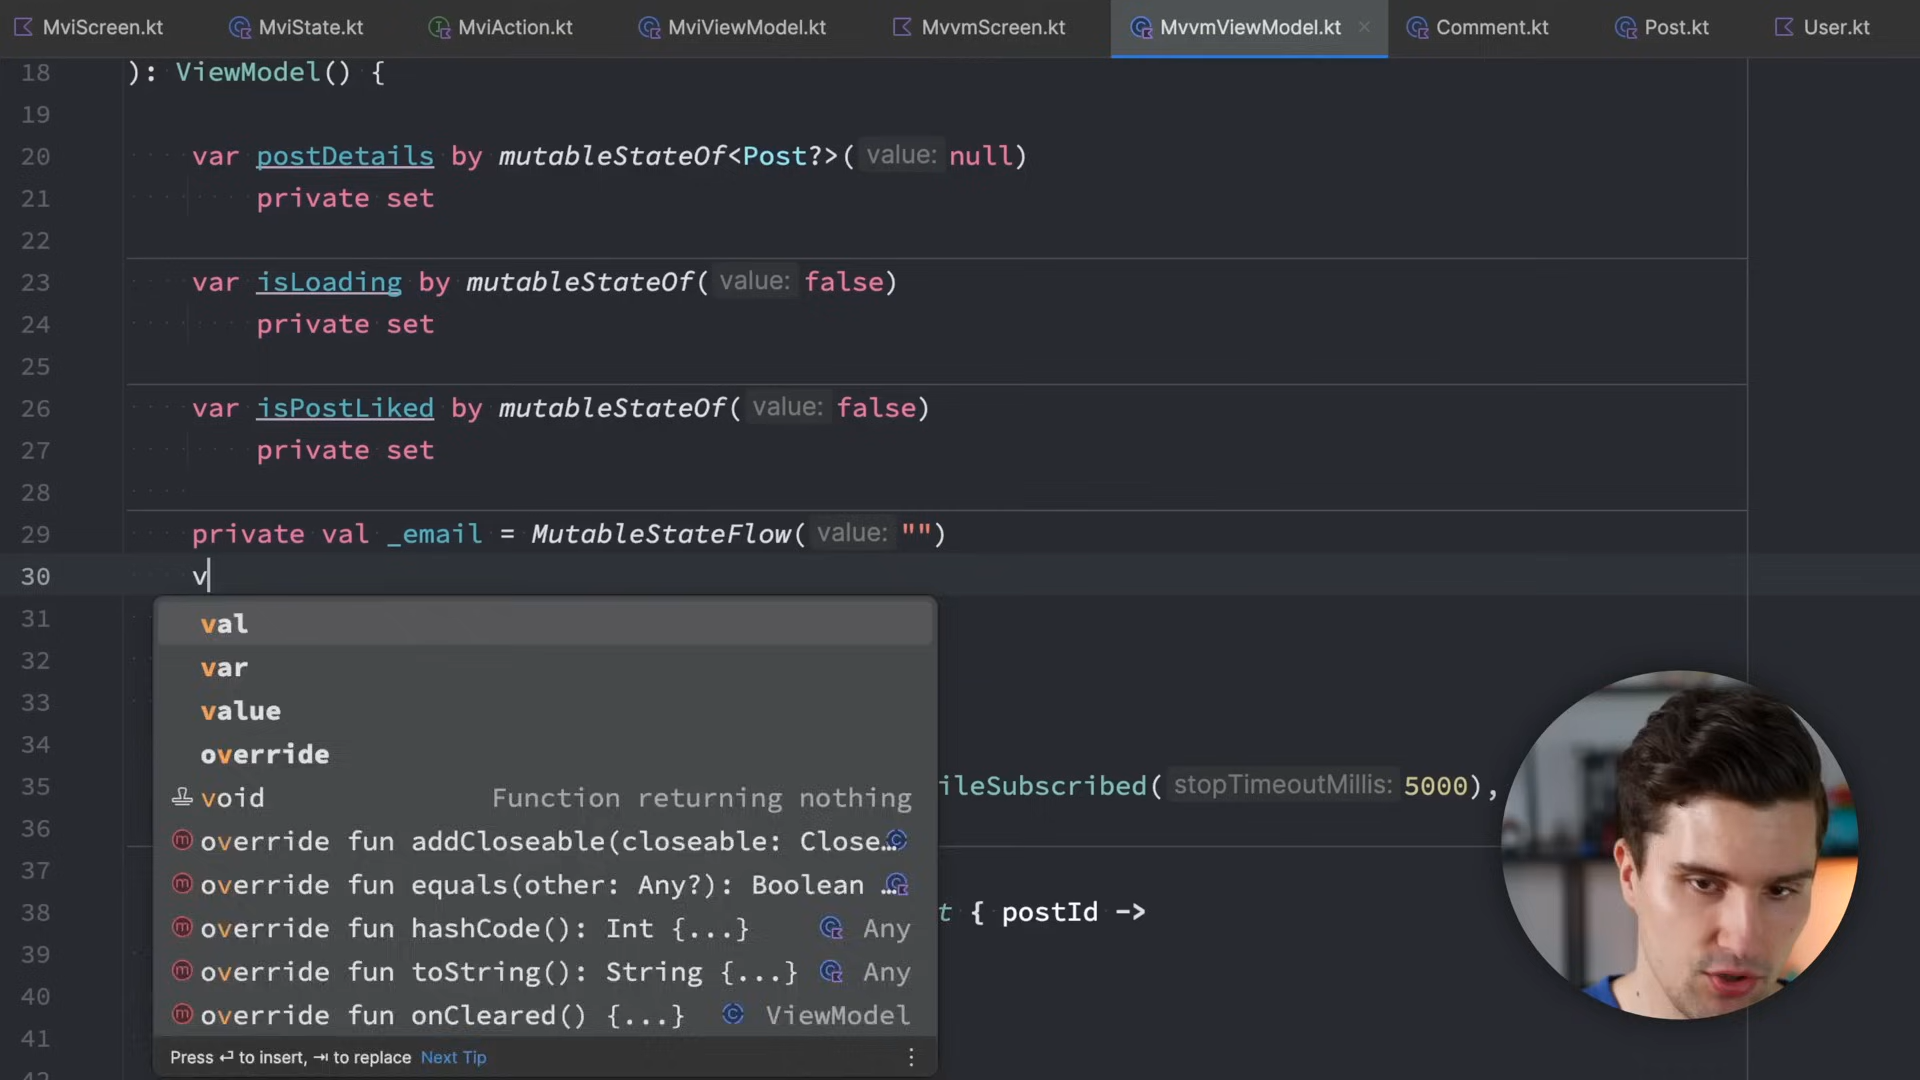 MviScreen.kt MviState.kt MviAction.kt MviViewModel.kt MvvmScreen.kt MvvmViewModel.kt Comment.kt Post.kt User.kt
18 ): ViewModel() {
19
20 var postDetails by mutableStateOf<Post?>( value: null)
21 private set
22
23 var isLoading by mutableStateOf( value: false)
24 private set
25
26 var isPostLiked by mutableStateOf( value: false)
27 private set
28
29 private val _email = MutableStateFlow( value: "")
30 v
31 val
32 var
33 value
34 override
35 ileSubscribed( stopTimeoutMillis: 5000),
void Function returning nothing
36 override fun addCloseable(closeable: Close…
37 override fun equals(other: Any?): Boolean …
38 t { postId ->
override fun hashCode(): Int {...} Any
39 override fun toString(): String {...} Any
40 override fun onCleared() {...} ViewModel
41
Press ↵ to insert, ⇥ to replace Next Tip